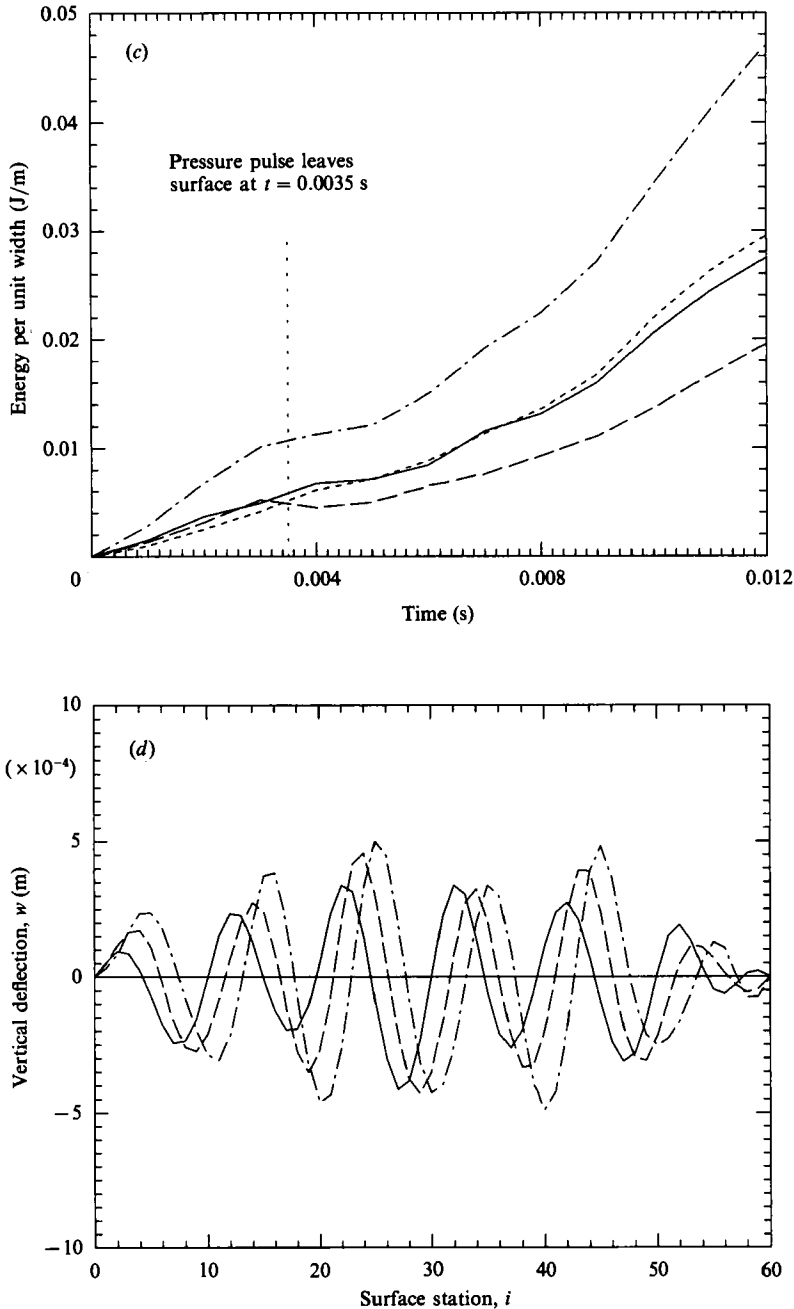 0.05
(c)
0.04
Pressure pulse leaves
surface at t = 0.0035 s
0.03
Energy per unit width (J/m)
0.02
0.01
0
0.004
0.008
0.012
Time (s)
10
(d)
(× 10⁻⁴)
5
Vertical deflection, w (m)
0
−5
−10
0
10
20
30
40
50
60
Surface station, i